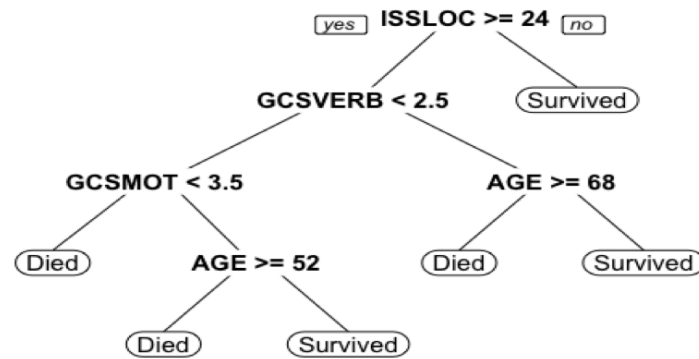 yes ISSLOC >= 24 no
GCSVERB < 2.5 Survived
GCSMOT < 3.5 AGE >= 68
Died AGE >= 52 Died Survived
Died Survived